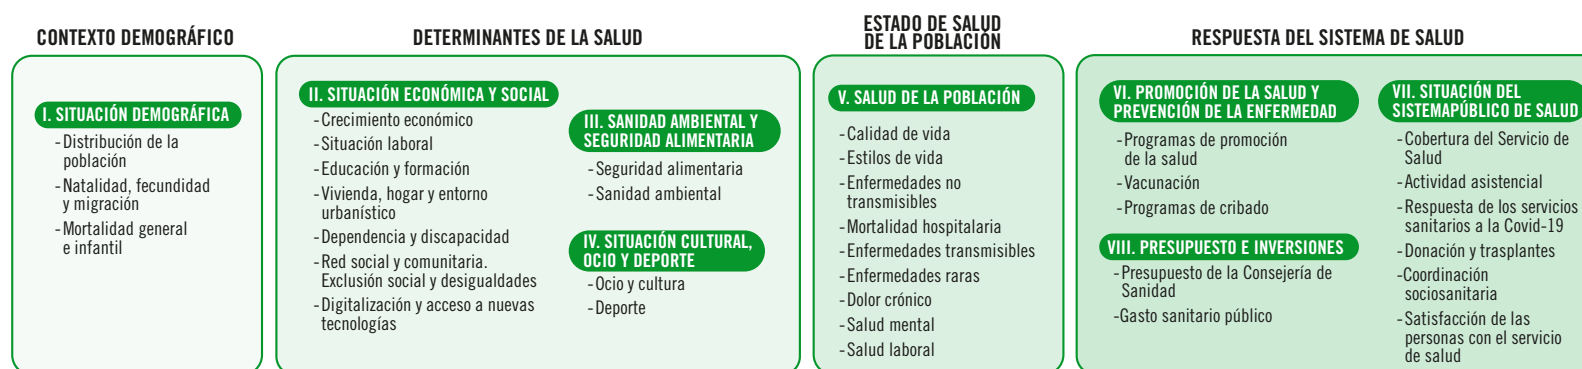 CONTEXTO DEMOGRÁFICO
I. SITUACIÓN DEMOGRÁFICA
-Distribución de la
población
-Natalidad, fecundidad
y migración
-Mortalidad general
e infantil
DETERMINANTES DE LA SALUD
II. SITUACIÓN ECONÓMICA Y SOCIAL
-Crecimiento económico
-Situación laboral
-Educación y formación
-Vivienda, hogar y entorno
urbanístico
-Dependencia y discapacidad
-Red social y comunitaria.
Exclusión social y desigualdades
-Digitalización y acceso a nuevas
tecnologías
III. SANIDAD AMBIENTAL Y
SEGURIDAD ALIMENTARIA
-Seguridad alimentaria
-Sanidad ambiental
IV. SITUACIÓN CULTURAL,
OCIO Y DEPORTE
-Ocio y cultura
-Deporte
ESTADO DE SALUD
DE LA POBLACIÓN
V. SALUD DE LA POBLACIÓN
-Calidad de vida
-Estilos de vida
-Enfermedades no
transmisibles
-Mortalidad hospitalaria
-Enfermedades transmisibles
-Enfermedades raras
-Dolor crónico
-Salud mental
-Salud laboral
RESPUESTA DEL SISTEMA DE SALUD
VI. PROMOCIÓN DE LA SALUD Y
PREVENCIÓN DE LA ENFERMEDAD
-Programas de promoción
de la salud
-Vacunación
-Programas de cribado
VIII. PRESUPUESTO E INVERSIONES
-Presupuesto de la Consejería de
Sanidad
-Gasto sanitario público
VII. SITUACIÓN DEL
SISTEMAPÚBLICO DE SALUD
-Cobertura del Servicio de
Salud
-Actividad asistencial
-Respuesta de los servicios
sanitarios a la Covid-19
-Donación y trasplantes
-Coordinación
sociosanitaria
-Satisfacción de las
personas con el servicio
de salud